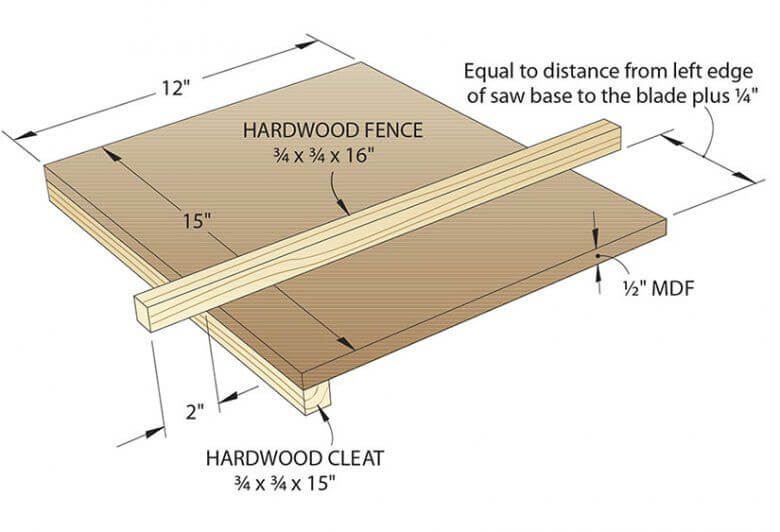 12"
Equal to distance from left edge
of saw base to the blade plus ¼"
HARDWOOD FENCE
¾ x ¾ x 16"
15"
½" MDF
2"
HARDWOOD CLEAT
¾ x ¾ x 15"